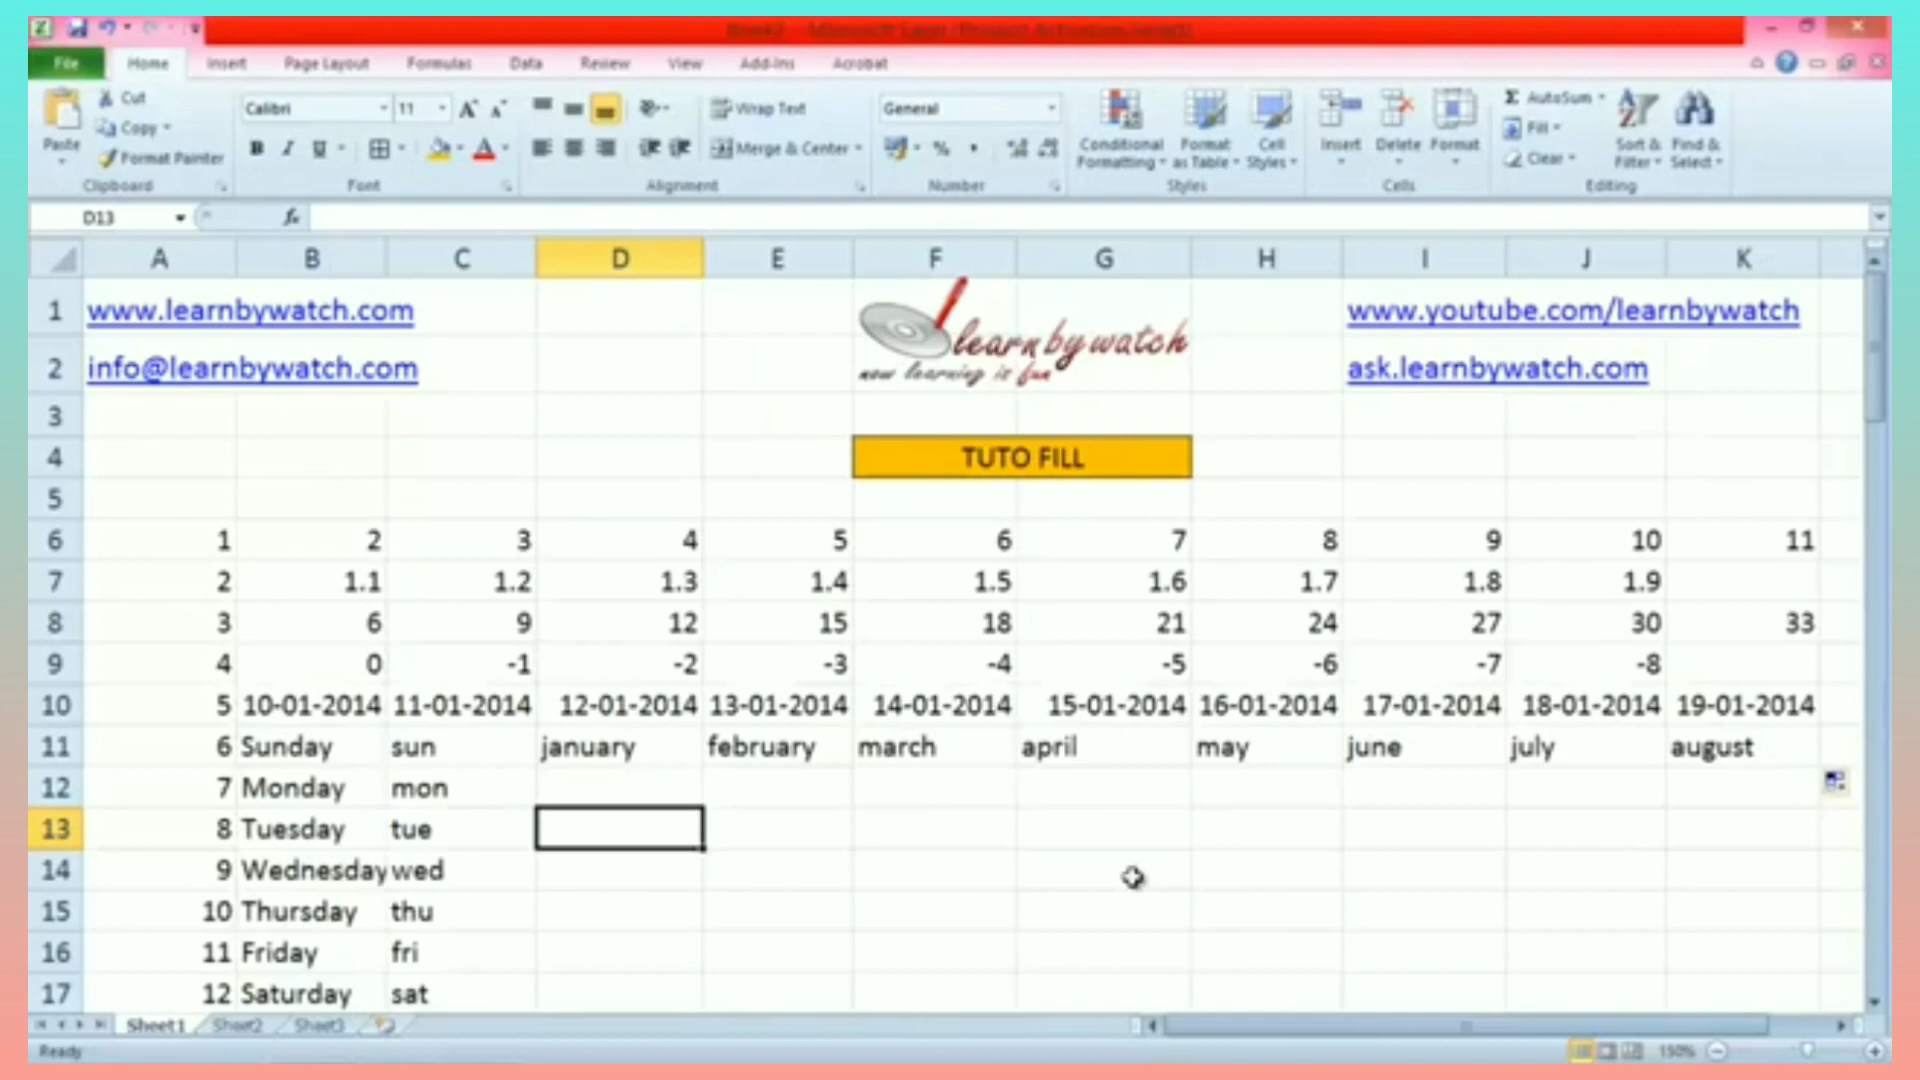 File Home Insert Page Layout Formulas Data Review View Add-Ins Acrobat
Cut
Copy
Format Painter
Paste
Clipboard
Calibri 11
B I U
Font
Wrap Text
Merge & Center
Alignment
General
%
Number
Conditional Formatting
Format as Table
Cell Styles
Styles
Insert Delete Format
Cells
AutoSum
Fill
Clear
Sort & Filter
Find & Select
Editing
D13 fx
A B C D E F G H I J K
1 www.learnbywatch.com www.youtube.com/learnbywatch
learn by watch
now learning is fun
2 info@learnbywatch.com ask.learnbywatch.com
3
4 TUTO FILL
5
6 1 2 3 4 5 6 7 8 9 10 11
7 2 1.1 1.2 1.3 1.4 1.5 1.6 1.7 1.8 1.9
8 3 6 9 12 15 18 21 24 27 30 33
9 4 0 -1 -2 -3 -4 -5 -6 -7 -8
10 5 10-01-2014 11-01-2014 12-01-2014 13-01-2014 14-01-2014 15-01-2014 16-01-2014 17-01-2014 18-01-2014 19-01-2014
11 6 Sunday sun january february march april may june july august
12 7 Monday mon
13 8 Tuesday tue
14 9 Wednesday wed
15 10 Thursday thu
16 11 Friday fri
17 12 Saturday sat
Sheet1 Sheet2 Sheet3
Ready 150%